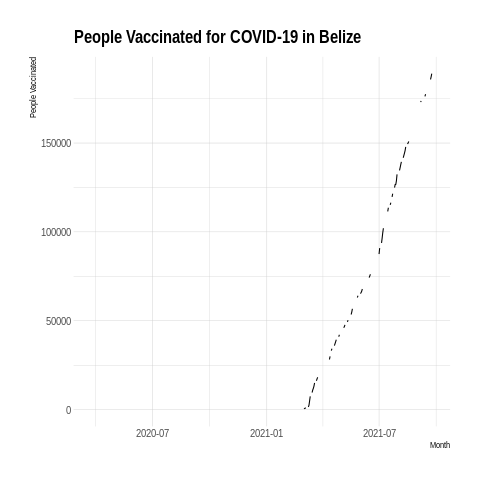 People Vaccinated for COVID-19 in Belize
People Vaccinated
150000
100000
50000
0
2020-07 2021-01 2021-07
Month